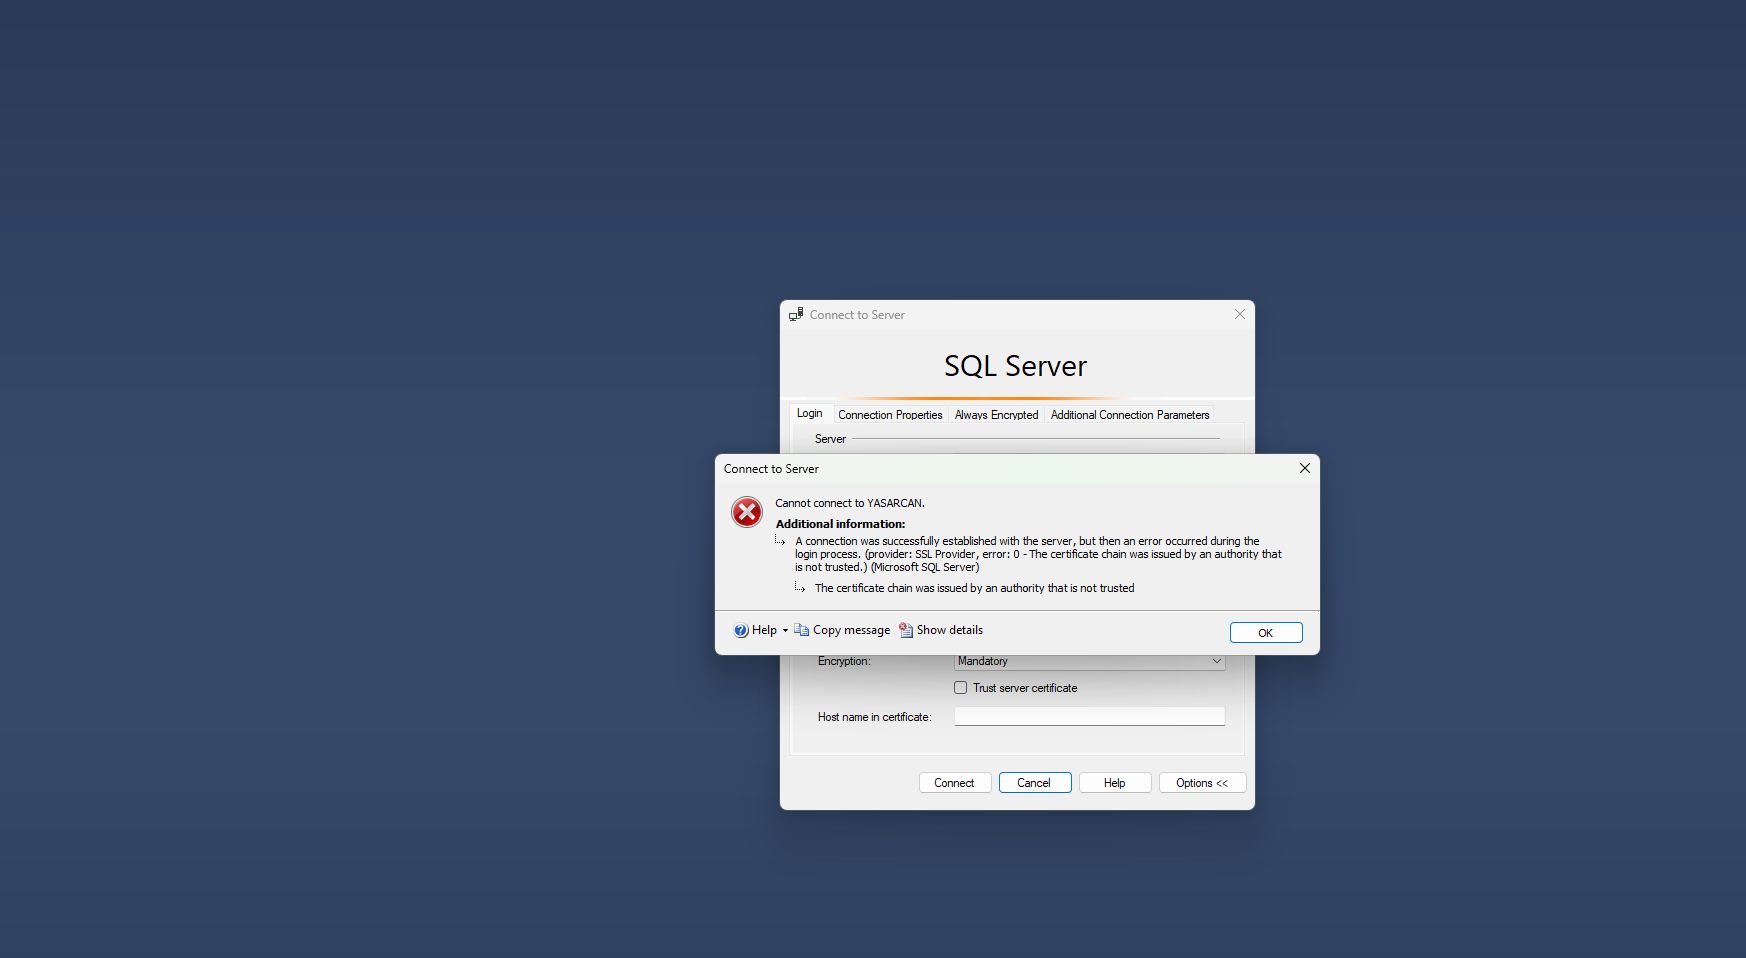 Connect to Server
SQL Server
Login Connection Properties Always Encrypted Additional Connection Parameters
Server
Connect to Server
Cannot connect to YASARCAN.
Additional information:
A connection was successfully established with the server, but then an error occurred during the
login process. (provider: SSL Provider, error: 0 - The certificate chain was issued by an authority that
is not trusted.) (Microsoft SQL Server)
The certificate chain was issued by an authority that is not trusted
Help Copy message Show details OK
Encryption: Mandatory
Trust server certificate
Host name in certificate:
Connect Cancel Help Options <<